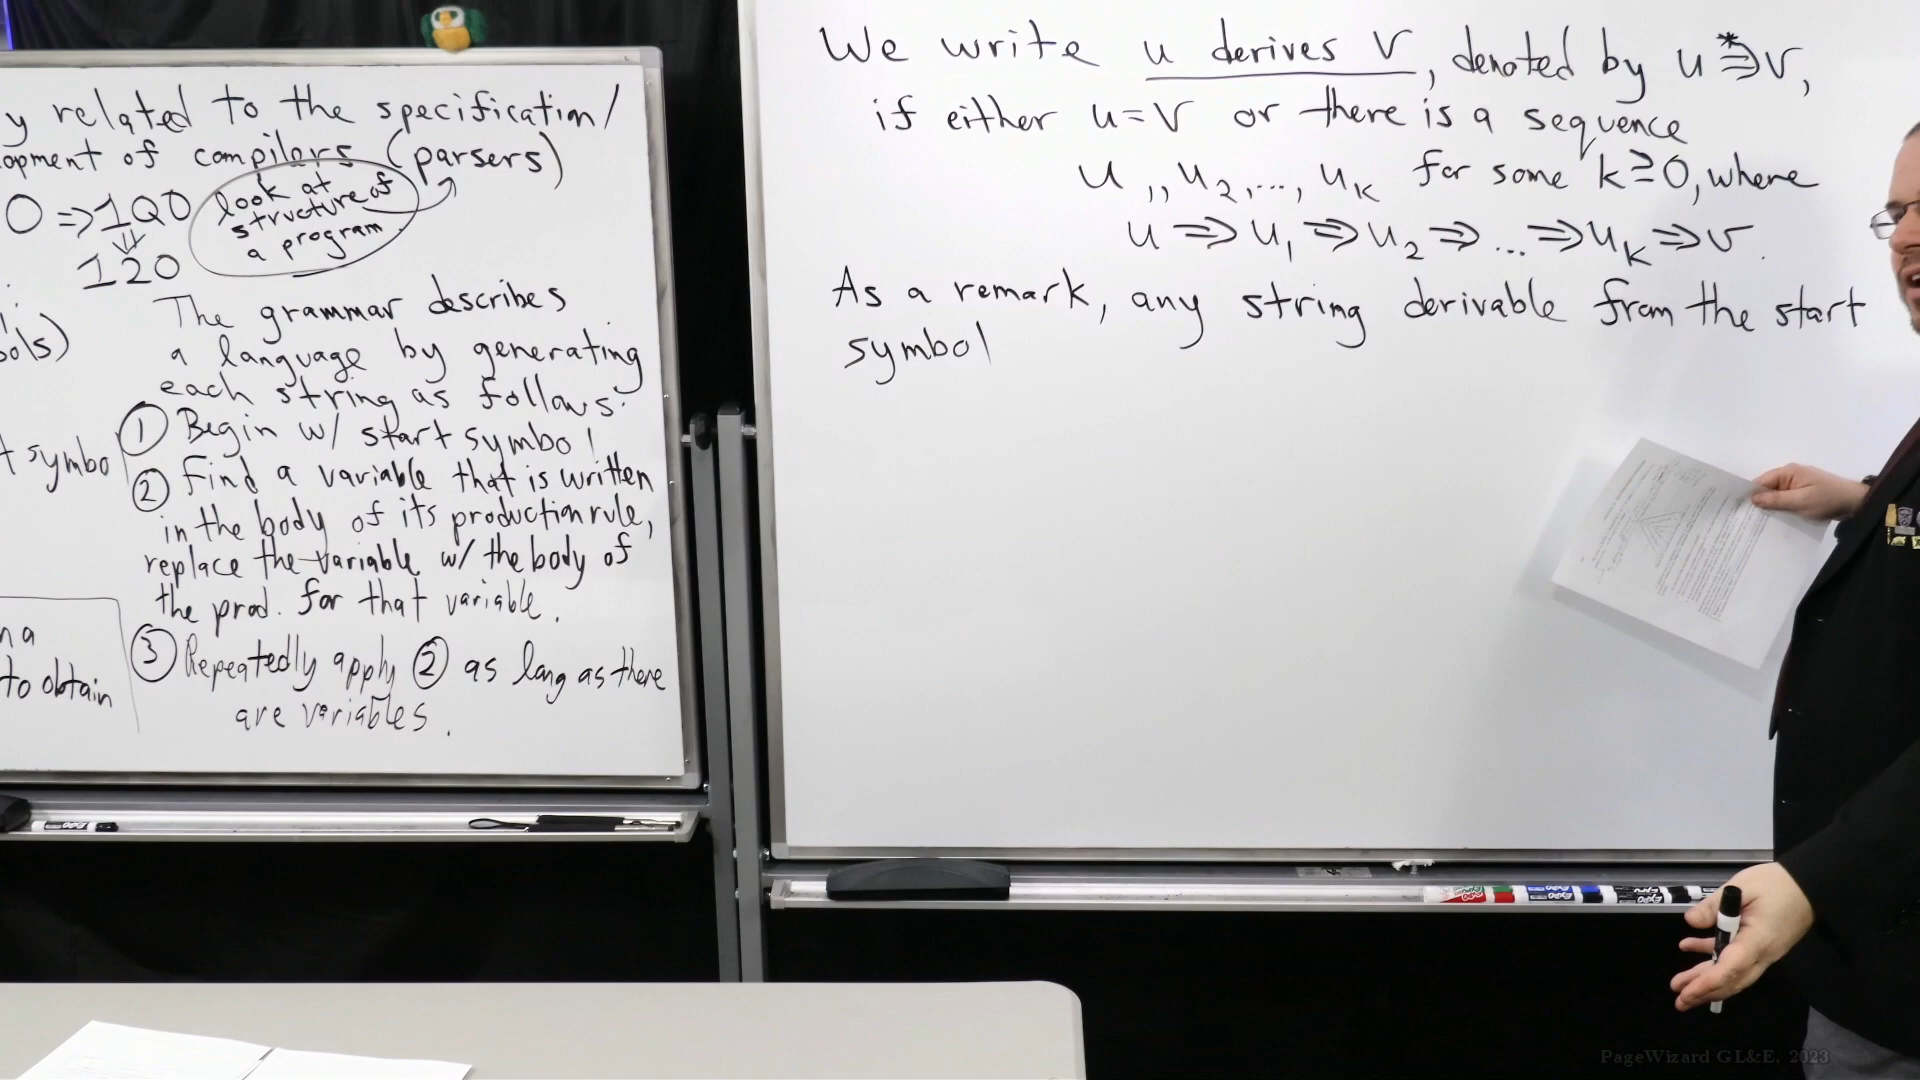 y related to the specification/
opment of compilers (parsers)
0 ⇒ 1Q0
⇓
120
look at
structure of
a program
ols)
The grammar describes
a language by generating
each string as follows:
① Begin w/ start symbol
t symbol
② Find a variable that is written
in the body of its production rule,
replace the variable w/ the body of
the prod. for that variable.
n a
to obtain
③ Repeatedly apply ② as long as there
are variables.
We write u derives v, denoted by u ⇒* v,
if either u=v or there is a sequence
u₁, u₂, ..., uₖ for some k≥0, where
u ⇒ u₁ ⇒ u₂ ⇒ ... ⇒ uₖ ⇒ v.
As a remark, any string derivable from the start
symbol
PageWizard GL&E, 2023